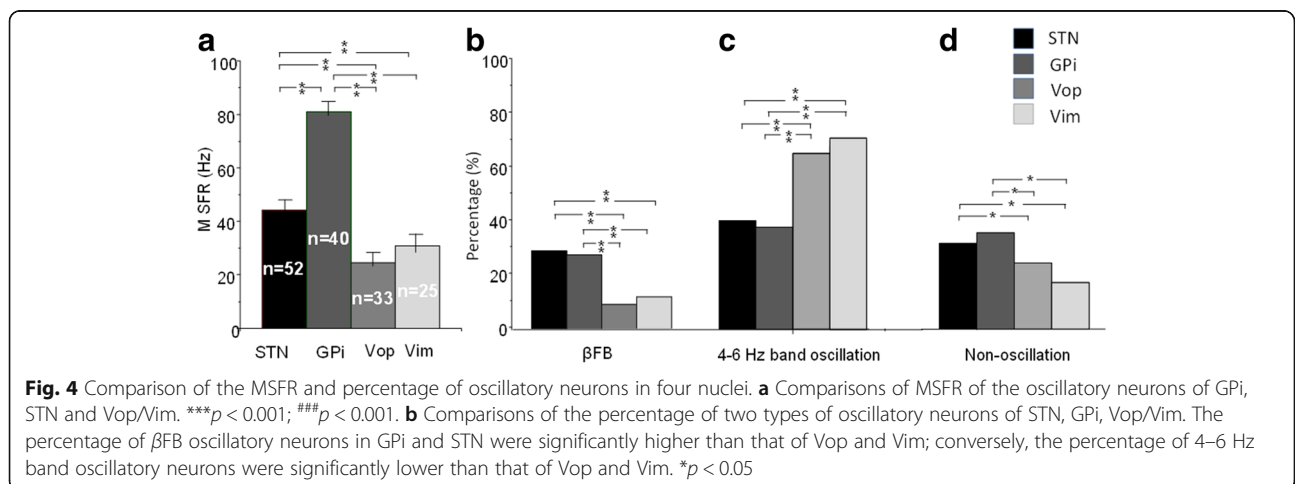 a b c d
STN
GPi
Vop
Vim
100
80
60
40
20
0
M SFR (Hz)
n=52
n=40
n=33
n=25
STN GPi Vop Vim
** ** ** ** **
100
80
60
40
20
0
Percentage (%)
** ** ** **
βFB
** ** ** **
4-6 Hz band oscillation
* * * *
Non-oscillation
Fig. 4 Comparison of the MSFR and percentage of oscillatory neurons in four nuclei. a Comparisons of MSFR of the oscillatory neurons of GPi,
STN and Vop/Vim. ***p < 0.001; ###p < 0.001. b Comparisons of the percentage of two types of oscillatory neurons of STN, GPi, Vop/Vim. The
percentage of βFB oscillatory neurons in GPi and STN were significantly higher than that of Vop and Vim; conversely, the percentage of 4–6 Hz
band oscillatory neurons were significantly lower than that of Vop and Vim. *p < 0.05